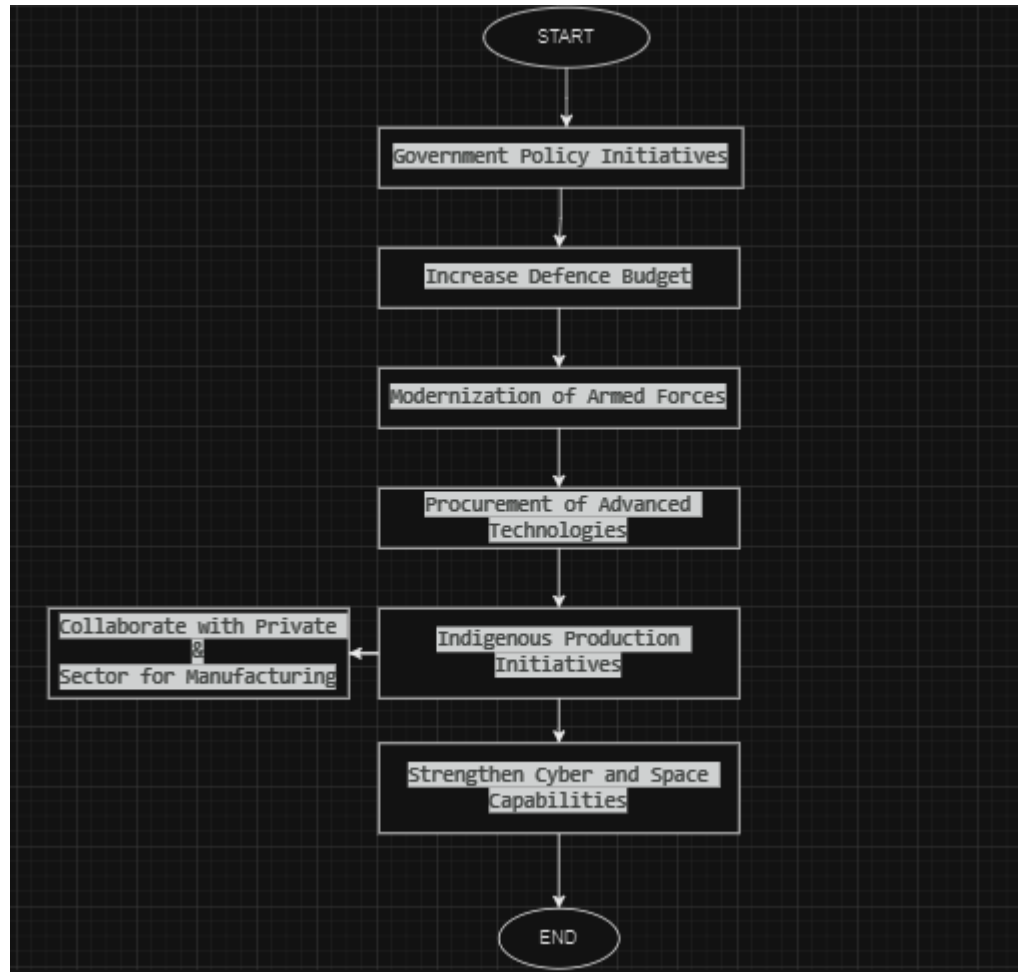 START
Government Policy Initiatives
Increase Defence Budget
Modernization of Armed Forces
Procurement of Advanced
Technologies
Collaborate with Private
&
Sector for Manufacturing
Indigenous Production
Initiatives
Strengthen Cyber and Space
Capabilities
END